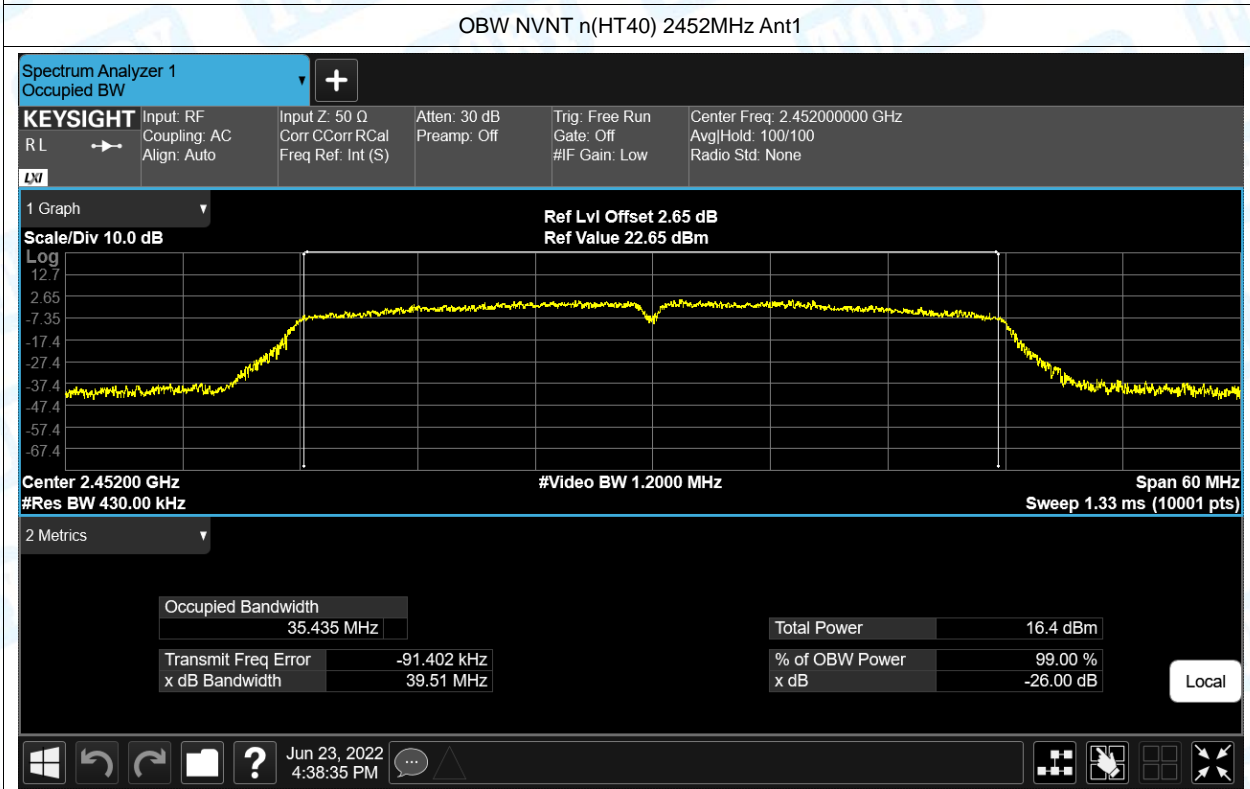 OBW NVNT n(HT40) 2452MHz Ant1
Spectrum Analyzer 1
Occupied BW
KEYSIGHT
RL
LXI
Input: RF
Coupling: AC
Align: Auto
Input Z: 50 Ω
Corr CCorr RCal
Freq Ref: Int (S)
Atten: 30 dB
Preamp: Off
Trig: Free Run
Gate: Off
#IF Gain: Low
Center Freq: 2.452000000 GHz
Avg|Hold: 100/100
Radio Std: None
1 Graph
Scale/Div 10.0 dB
Ref Lvl Offset 2.65 dB
Ref Value 22.65 dBm
Log
12.7
2.65
-7.35
-17.4
-27.4
-37.4
-47.4
-57.4
-67.4
Center 2.45200 GHz
#Video BW 1.2000 MHz
Span 60 MHz
#Res BW 430.00 kHz
Sweep 1.33 ms (10001 pts)
2 Metrics
Occupied Bandwidth
35.435 MHz
Total Power 16.4 dBm
Transmit Freq Error -91.402 kHz
% of OBW Power 99.00 %
x dB Bandwidth 39.51 MHz
x dB -26.00 dB
Local
?
Jun 23, 2022
4:38:35 PM